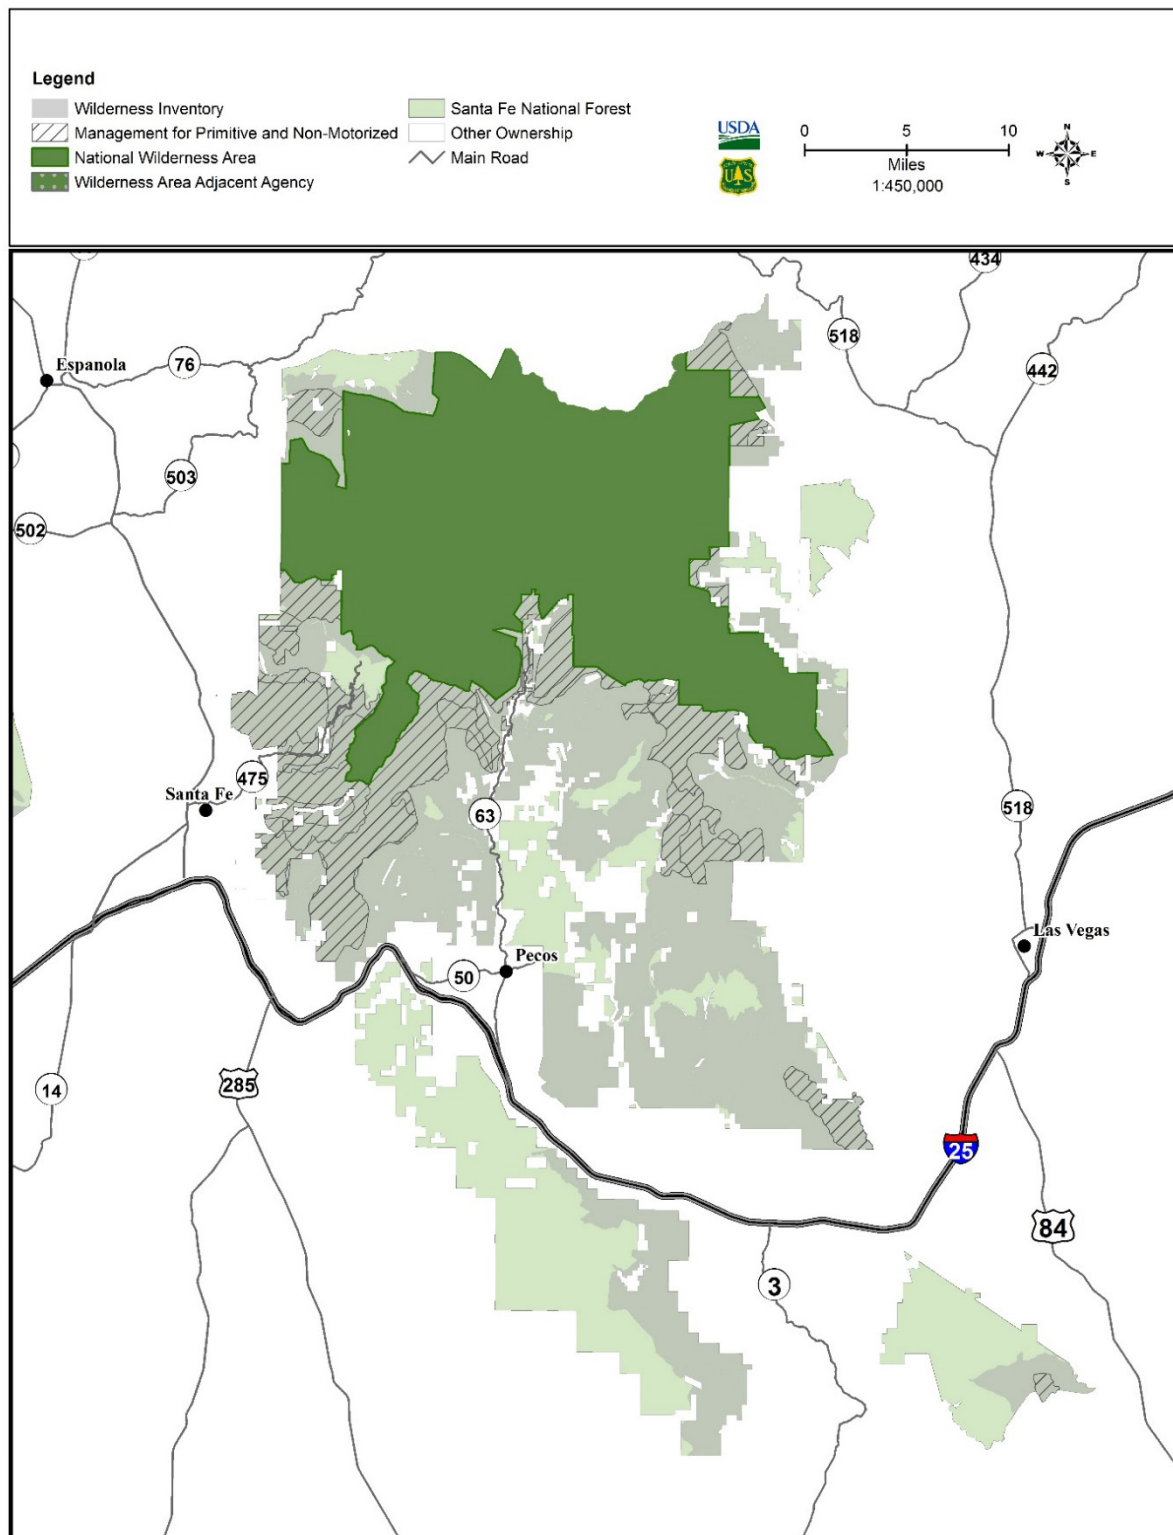 Legend
Wilderness Inventory
Management for Primitive and Non-Motorized
National Wilderness Area
Wilderness Area Adjacent Agency
Santa Fe National Forest
Other Ownership
Main Road
USDA
UAS
0 5 10
Miles
1:450,000
N
W E
S
434
518
Espanola
76
442
503
502
475
Santa Fe
63
518
Las Vegas
Pecos
50
14
285
25
84
3